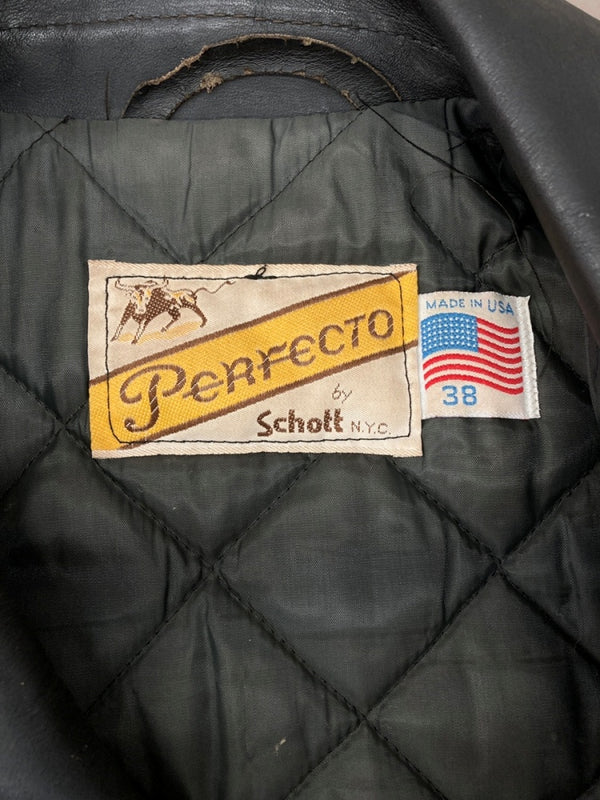 PERFECTO
by
Schott N.Y.C.
MADE IN USA
38